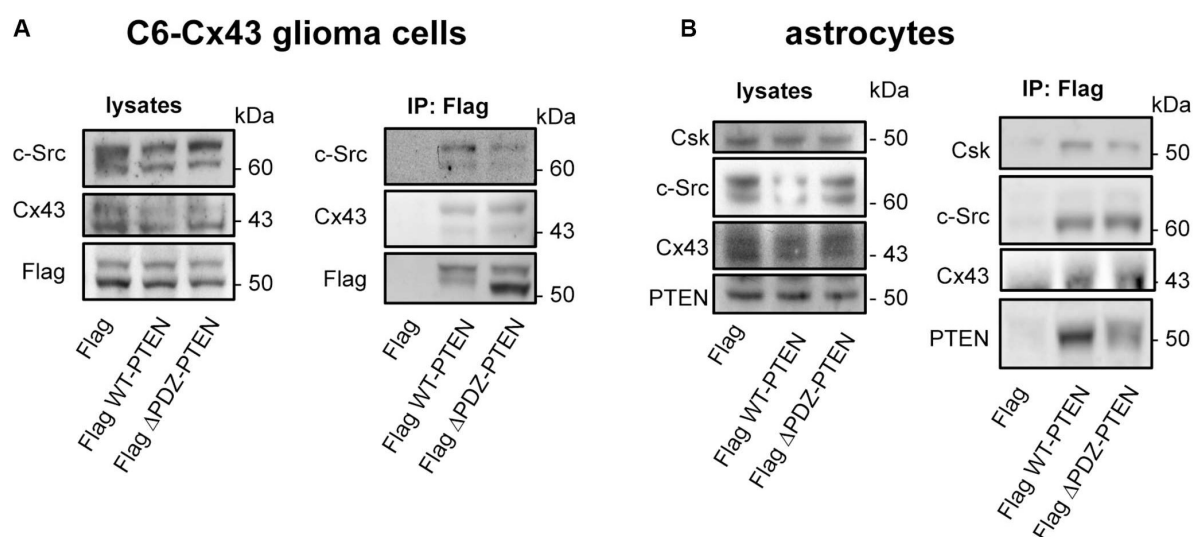 A
C6-Cx43 glioma cells
lysates
kDa
c-Src
- 60
Cx43
- 43
Flag
- 50
Flag
Flag WT-PTEN
Flag ΔPDZ-PTEN
IP: Flag
kDa
c-Src
- 60
Cx43
- 43
Flag
- 50
Flag
Flag WT-PTEN
Flag ΔPDZ-PTEN
B
astrocytes
lysates
kDa
Csk
- 50
c-Src
- 60
Cx43
- 43
PTEN
- 50
Flag
Flag WT-PTEN
Flag ΔPDZ-PTEN
IP: Flag
kDa
Csk
- 50
c-Src
- 60
Cx43
- 43
PTEN
- 50
Flag
Flag WT-PTEN
Flag ΔPDZ-PTEN